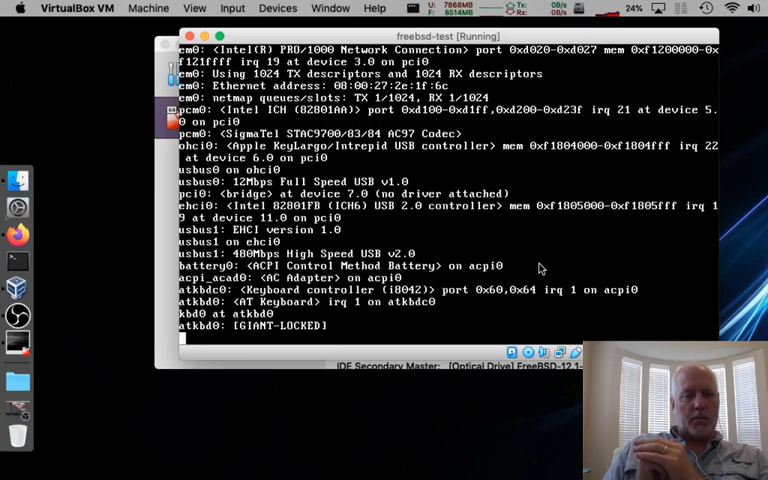 VirtualBox VM Machine View Input Devices Window Help U: 7868MB F: 8514MB Tx: 0B/s Rx: 0B/s 24%
freebsd-test [Running]
em0: <Intel(R) PRO/1000 Network Connection> port 0xd020-0xd027 mem 0xf1200000-0x
f121ffff irq 19 at device 3.0 on pci0
em0: Using 1024 TX descriptors and 1024 RX descriptors
em0: Ethernet address: 08:00:27:2e:1f:6c
em0: netmap queues/slots: TX 1/1024, RX 1/1024
pcm0: <Intel ICH (82801AA)> port 0xd100-0xd1ff,0xd200-0xd23f irq 21 at device 5.
0 on pci0
pcm0: <SigmaTel STAC9700/83/84 AC97 Codec>
ohci0: <Apple KeyLargo/Intrepid USB controller> mem 0xf1804000-0xf1804fff irq 22
at device 6.0 on pci0
usbus0 on ohci0
usbus0: 12Mbps Full Speed USB v1.0
pci0: <bridge> at device 7.0 (no driver attached)
ehci0: <Intel 82801FB (ICH6) USB 2.0 controller> mem 0xf1805000-0xf1805fff irq 1
9 at device 11.0 on pci0
usbus1: EHCI version 1.0
usbus1 on ehci0
usbus1: 480Mbps High Speed USB v2.0
battery0: <ACPI Control Method Battery> on acpi0
acpi_acad0: <AC Adapter> on acpi0
atkbdc0: <Keyboard controller (i8042)> port 0x60,0x64 irq 1 on acpi0
atkbd0: <AT Keyboard> irq 1 on atkbdc0
kbd0 at atkbd0
atkbd0: [GIANT-LOCKED]
IDE Secondary Master: [Optical Drive] FreeBSD-12.1-